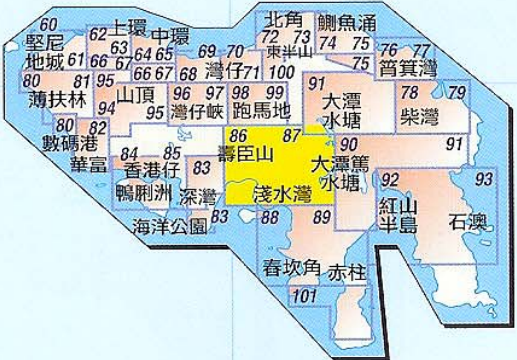 60
堅尼
地城
61
62
上環
63
66 67
中環
64 65
66 67
69 70
68 灣仔 71
北角
72 73
東半山
100
鰂魚涌
74 75
75
76 77
筲箕灣
80 81
薄扶林
95
94
山頂
95
96 97
灣仔峽
98 99
跑馬地
91
大潭
水塘
78 79
柴灣
80 82
數碼港
華富
84 85
香港仔
鴨脷洲
83
深灣
83
海洋公園
86 87
壽臣山
淺水灣
90 91
大潭篤
水塘
88 89
舂坎角
赤柱
101
92 93
紅山
半島
石澳